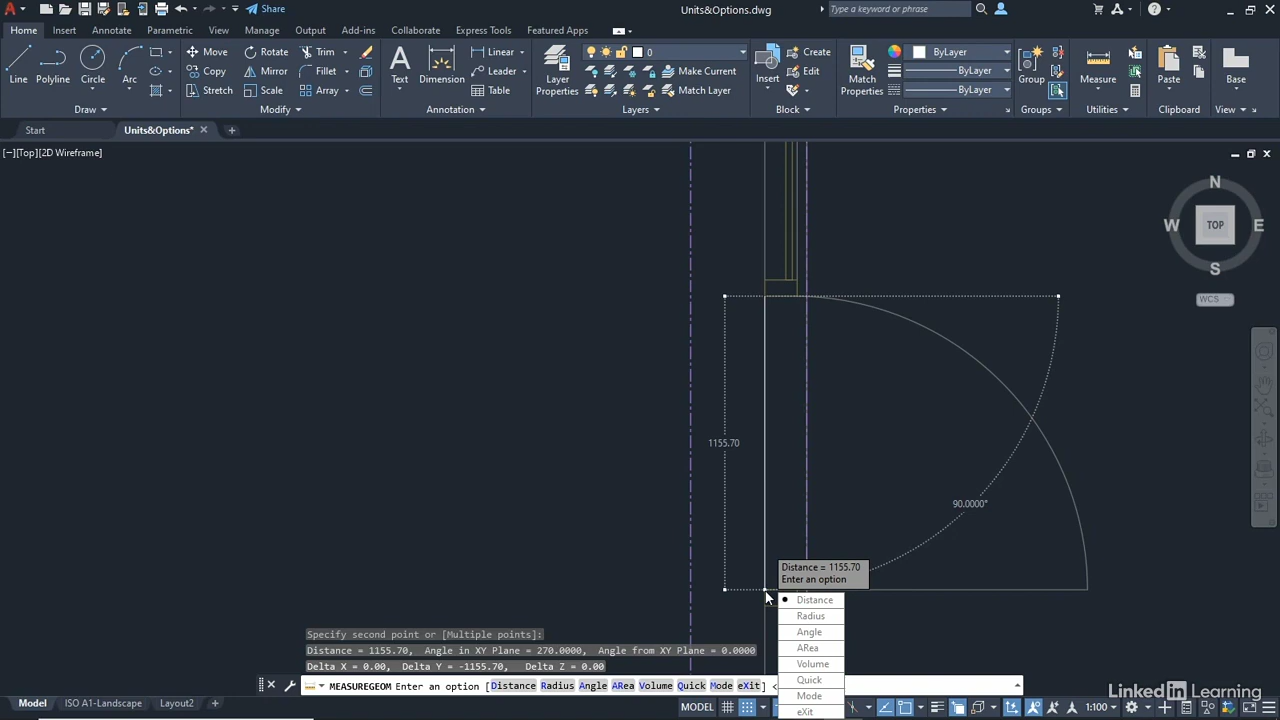 Share
Units&Options.dwg
Type a keyword or phrase
Home Insert Annotate Parametric View Manage Output Add-ins Collaborate Express Tools Featured Apps
Line Polyline Circle Arc
Move Rotate Trim
Copy Mirror Fillet
Stretch Scale Array
Text Dimension
Linear
Leader
Table
Layer
Properties
0
Make Current
Match Layer
Insert
Create
Edit
Match
Properties
ByLayer
ByLayer
ByLayer
Group
Measure
Paste
Base
Draw Modify Annotation Layers Block Properties Groups Utilities Clipboard View
Start Units&Options*
[−][Top][2D Wireframe]
N
W TOP E
S
WCS
1155.70
90.0000°
Distance = 1155.70
Enter an option
Distance
Radius
Angle
ARea
Volume
Quick
Mode
eXit
Specify second point or [Multiple points]:
Distance = 1155.70, Angle in XY Plane = 270.0000, Angle from XY Plane = 0.0000
Delta X = 0.00, Delta Y = -1155.70, Delta Z = 0.00
MEASUREGEOM Enter an option [Distance Radius Angle ARea Volume Quick Mode eXit] <
Linked in Learning
Model Layout2
MODEL
1:100